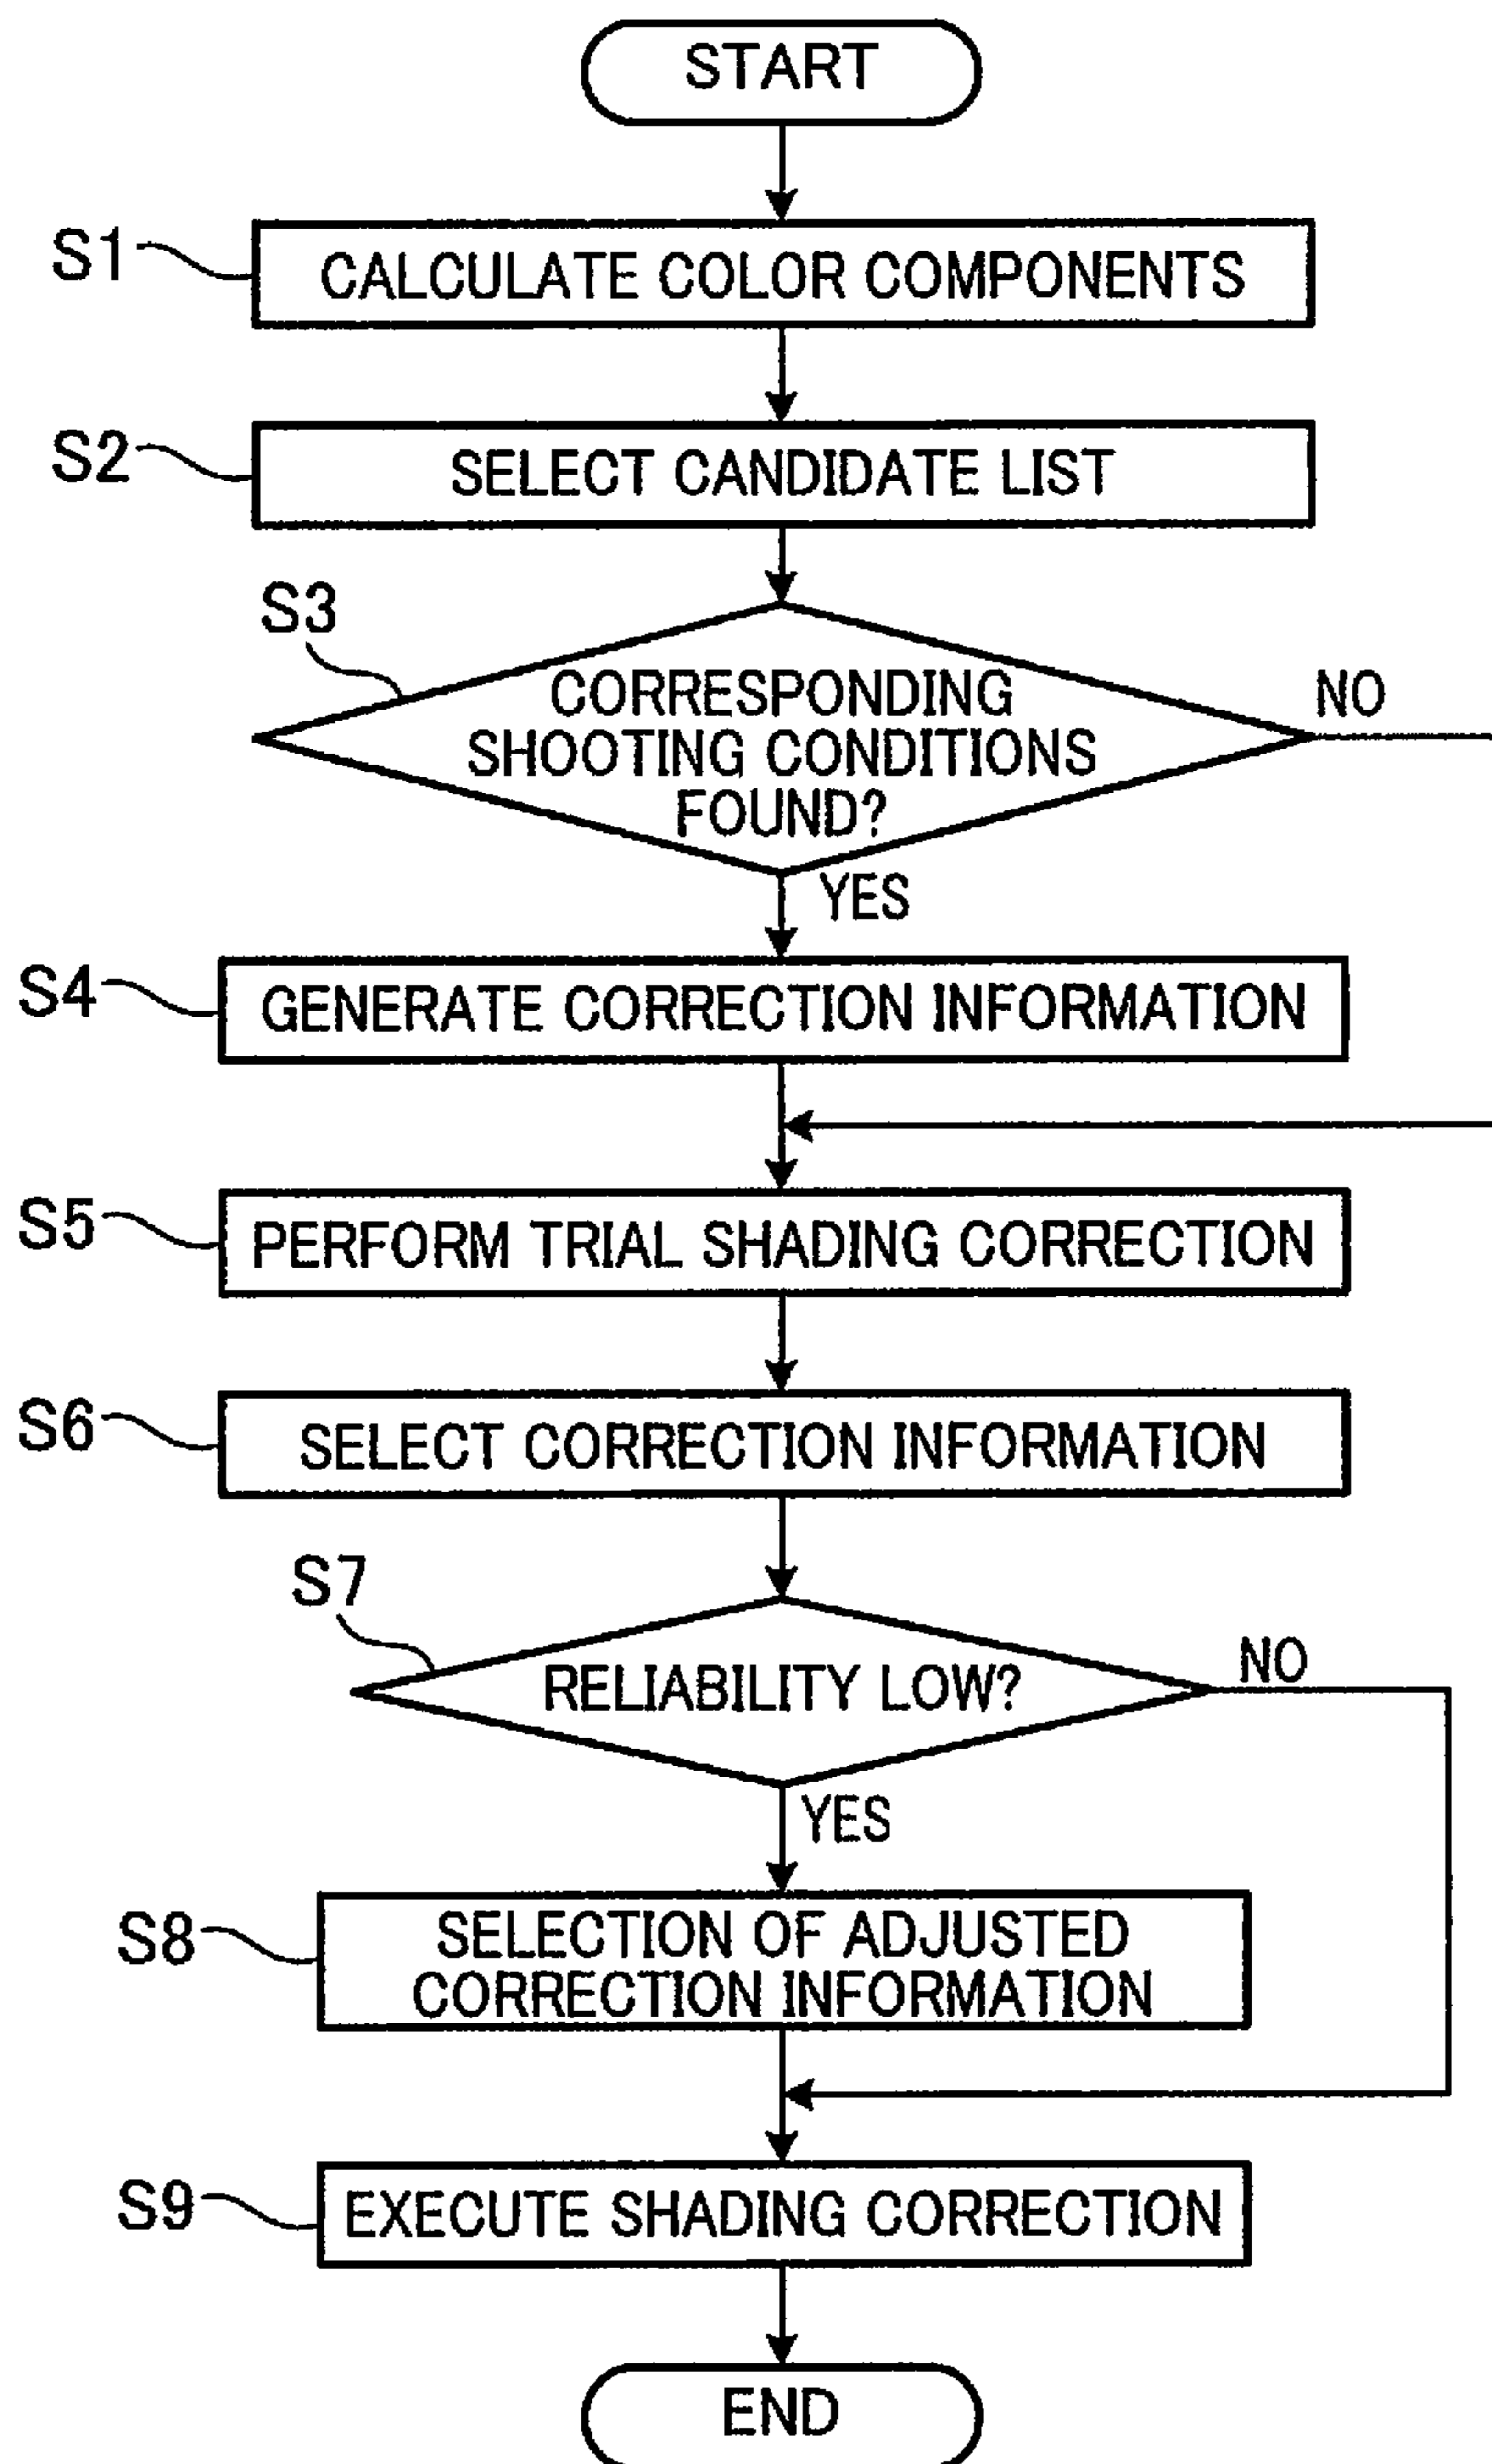 START
S1
CALCULATE COLOR COMPONENTS
S2
SELECT CANDIDATE LIST
S3
CORRESPONDING
SHOOTING CONDITIONS
FOUND?
NO
YES
S4
GENERATE CORRECTION INFORMATION
S5
PERFORM TRIAL SHADING CORRECTION
S6
SELECT CORRECTION INFORMATION
S7
RELIABILITY LOW?
NO
YES
S8
SELECTION OF ADJUSTED
CORRECTION INFORMATION
S9
EXECUTE SHADING CORRECTION
END